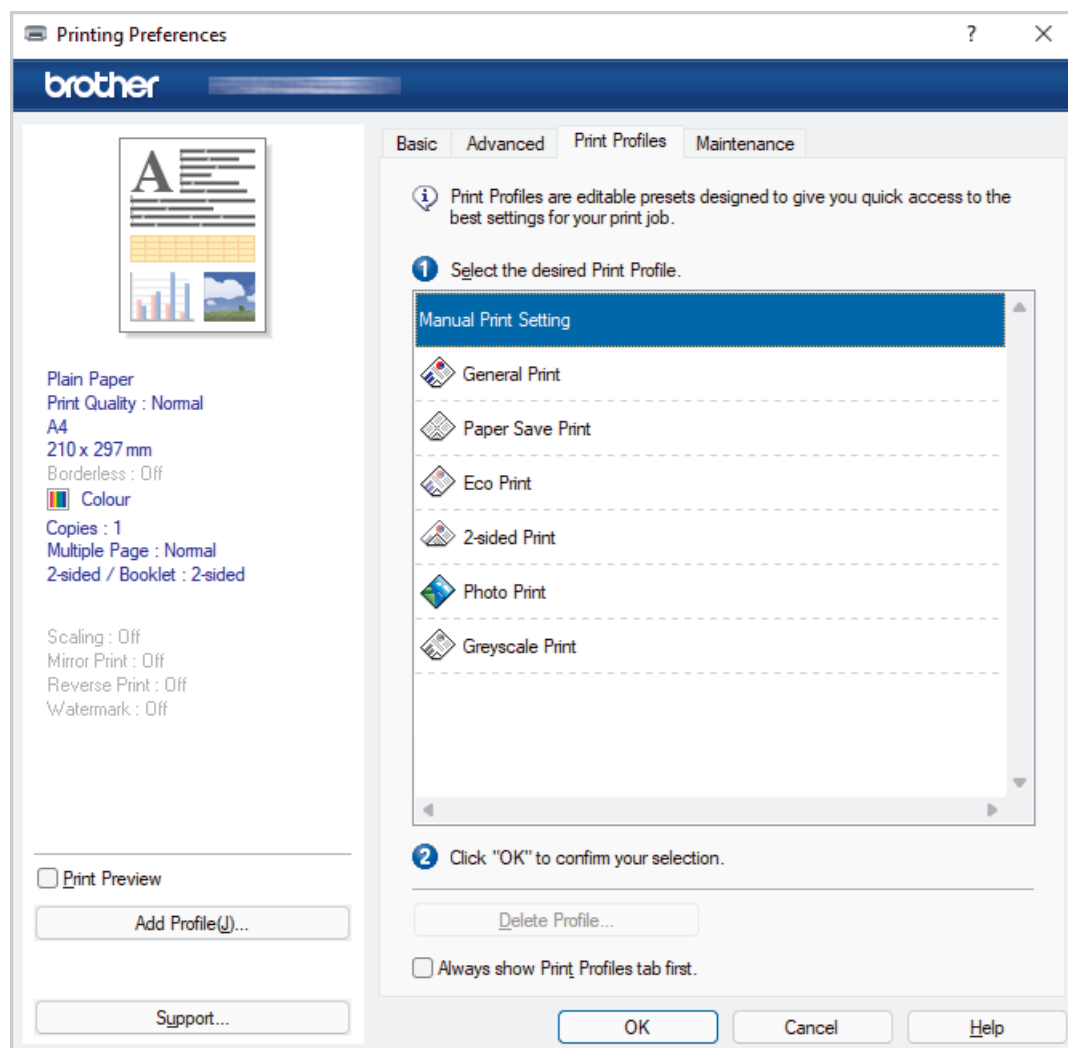 Printing Preferences
?
brother
Basic
Advanced
Print Profiles
Maintenance
A
Print Profiles are editable presets designed to give you quick access to the
best settings for your print job.
1 Select the desired Print Profile.
Manual Print Setting
General Print
Paper Save Print
Eco Print
2-sided Print
Photo Print
Greyscale Print
Plain Paper
Print Quality : Normal
A4
210 x 297 mm
Borderless : Off
Colour
Copies : 1
Multiple Page : Normal
2-sided / Booklet : 2-sided
Scaling : Off
Mirror Print : Off
Reverse Print : Off
Watermark : Off
2 Click "OK" to confirm your selection.
Print Preview
Add Profile(J)...
Delete Profile...
Always show Print Profiles tab first.
Support...
OK
Cancel
Help